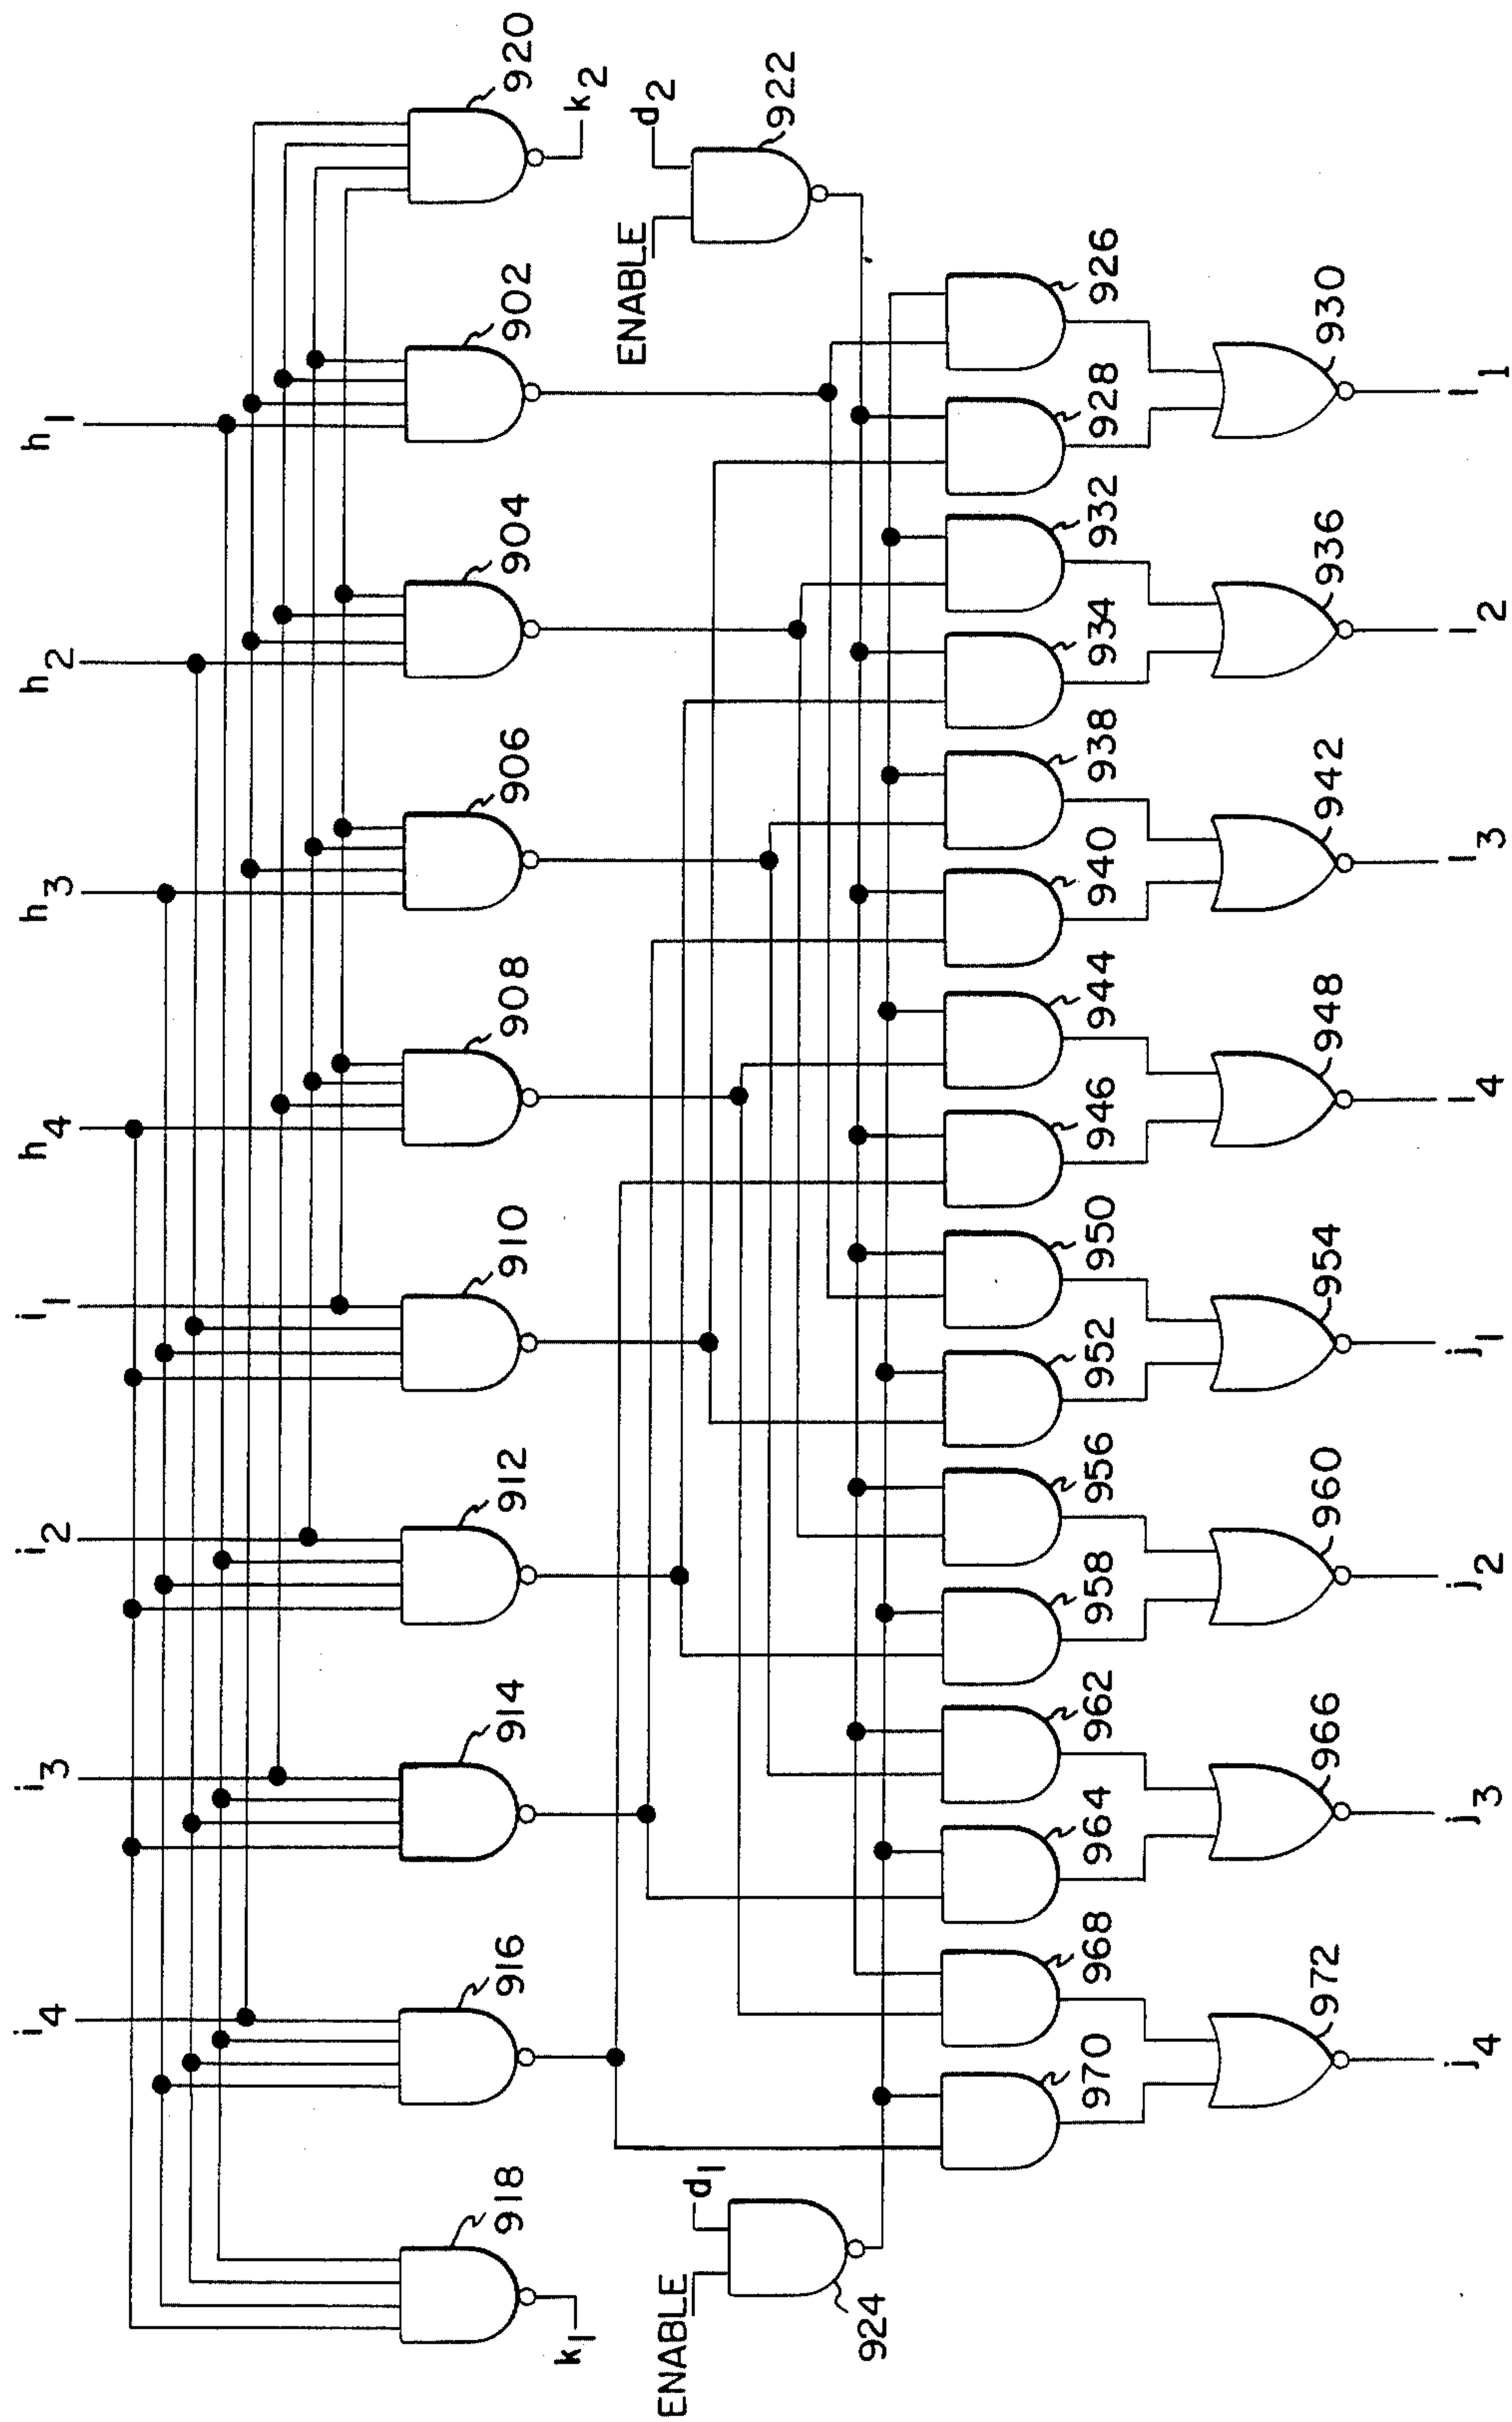 i4 i3 i2 i1 h4 h3 h2 h1
918 916 914 912 910 908 906 904 902 920
k1
k2
ENABLE d1
ENABLE d2
924
922
970 968 964 962 958 956 952 950 946 944 940 938 934 932 928 926
972 966 960 954 948 942 936 930
j4 j3 j2 j1 l4 l3 l2 l1